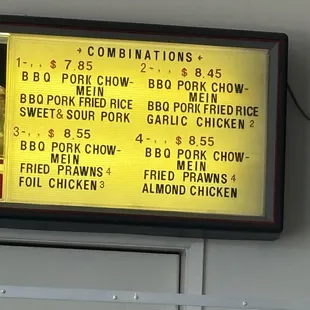 + COMBINATIONS +
1-,, $ 7.85
BBQ PORK CHOW-
MEIN
BBQ PORK FRIED RICE
SWEET & SOUR PORK
2-,, $ 8.45
BBQ PORK CHOW-
MEIN
BBQ PORK FRIED RICE
GARLIC CHICKEN 2
3-,, $ 8.55
BBQ PORK CHOW-
MEIN
FRIED PRAWNS 4
FOIL CHICKEN 3
4-,, $ 8.55
BBQ PORK CHOW-
MEIN
FRIED PRAWNS 4
ALMOND CHICKEN